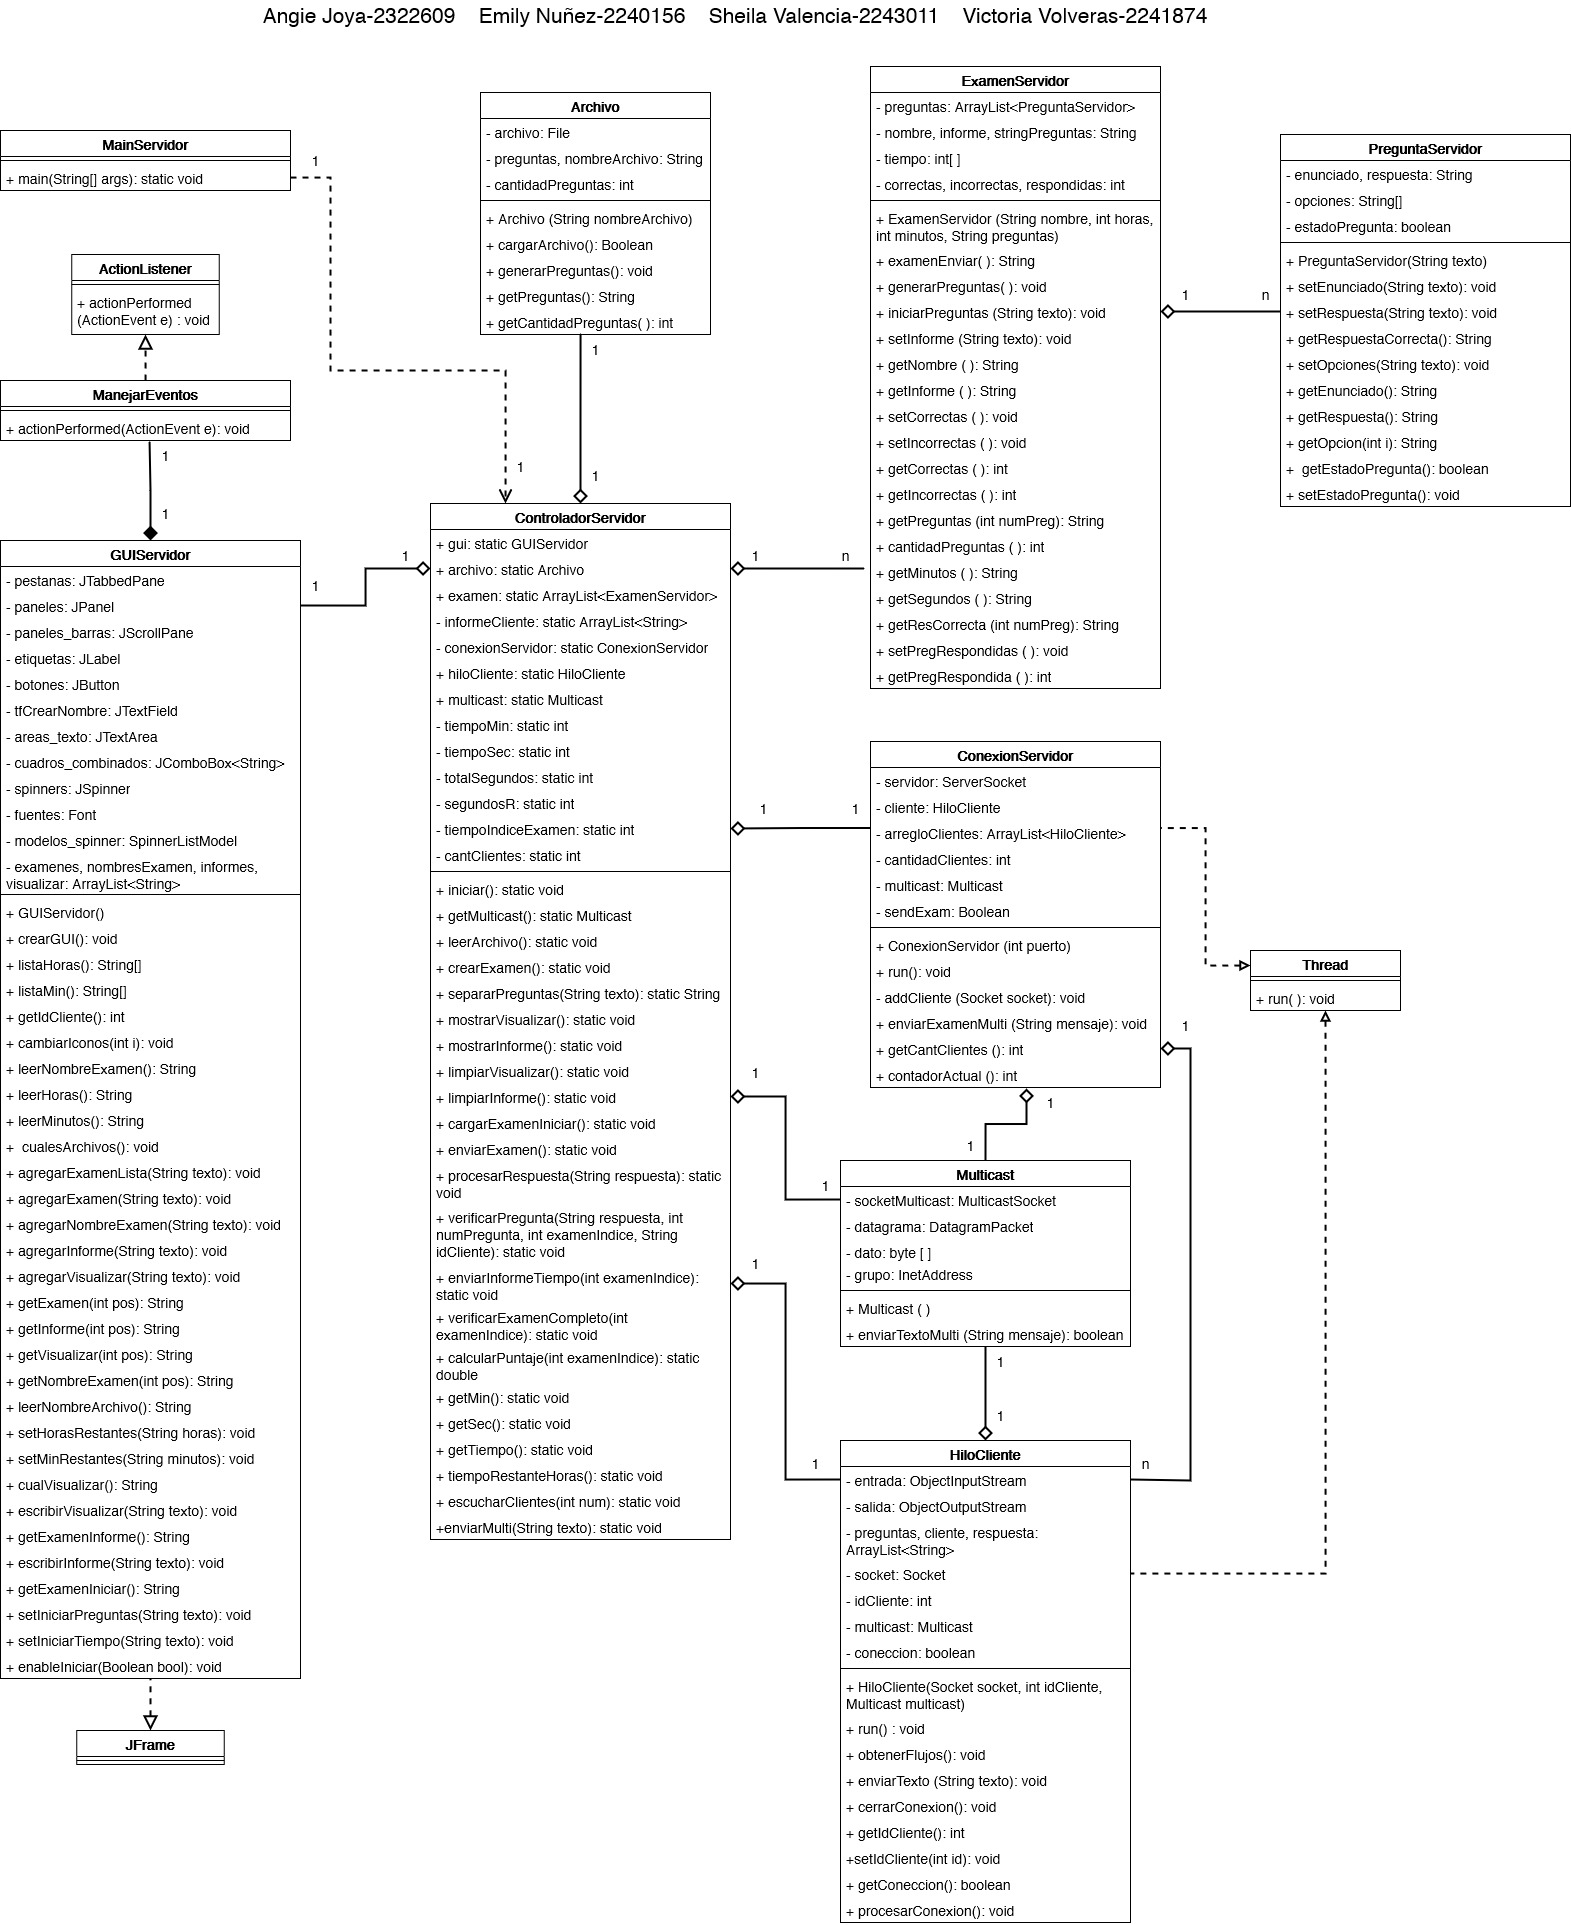 Angie Joya-2322609 Emily Nuñez-2240156 Sheila Valencia-2243011 Victoria Volveras-2241874
MainServidor
+ main(String[] args): static void
1
1
ActionListener
+ actionPerformed
(ActionEvent e) : void
ManejarEventos
+ actionPerformed(ActionEvent e): void
1
1
GUIServidor
- pestanas: JTabbedPane
- paneles: JPanel
- paneles_barras: JScrollPane
- etiquetas: JLabel
- botones: JButton
- tfCrearNombre: JTextField
- areas_texto: JTextArea
- cuadros_combinados: JComboBox<String>
- spinners: JSpinner
- fuentes: Font
- modelos_spinner: SpinnerListModel
- examenes, nombresExamen, informes,
visualizar: ArrayList<String>
+ GUIServidor()
+ crearGUI(): void
+ listaHoras(): String[]
+ listaMin(): String[]
+ getIdCliente(): int
+ cambiarIconos(int i): void
+ leerNombreExamen(): String
+ leerHoras(): String
+ leerMinutos(): String
+  cualesArchivos(): void
+ agregarExamenLista(String texto): void
+ agregarExamen(String texto): void
+ agregarNombreExamen(String texto): void
+ agregarInforme(String texto): void
+ agregarVisualizar(String texto): void
+ getExamen(int pos): String
+ getInforme(int pos): String
+ getVisualizar(int pos): String
+ getNombreExamen(int pos): String
+ leerNombreArchivo(): String
+ setHorasRestantes(String horas): void
+ setMinRestantes(String minutos): void
+ cualVisualizar(): String
+ escribirVisualizar(String texto): void
+ getExamenInforme(): String
+ escribirInforme(String texto): void
+ getExamenIniciar(): String
+ setIniciarPreguntas(String texto): void
+ setIniciarTiempo(String texto): void
+ enableIniciar(Boolean bool): void
JFrame
1
1
Archivo
- archivo: File
- preguntas, nombreArchivo: String
- cantidadPreguntas: int
+ Archivo (String nombreArchivo)
+ cargarArchivo(): Boolean
+ generarPreguntas(): void
+ getPreguntas(): String
+ getCantidadPreguntas( ): int
1
1
ControladorServidor
+ gui: static GUIServidor
+ archivo: static Archivo
+ examen: static ArrayList<ExamenServidor>
- informeCliente: static ArrayList<String>
- conexionServidor: static ConexionServidor
+ hiloCliente: static HiloCliente
+ multicast: static Multicast
- tiempoMin: static int
- tiempoSec: static int
- totalSegundos: static int
- segundosR: static int
- tiempoIndiceExamen: static int
- cantClientes: static int
+ iniciar(): static void
+ getMulticast(): static Multicast
+ leerArchivo(): static void
+ crearExamen(): static void
+ separarPreguntas(String texto): static String
+ mostrarVisualizar(): static void
+ mostrarInforme(): static void
+ limpiarVisualizar(): static void
+ limpiarInforme(): static void
+ cargarExamenIniciar(): static void
+ enviarExamen(): static void
+ procesarRespuesta(String respuesta): static
void
+ verificarPregunta(String respuesta, int
numPregunta, int examenIndice, String
idCliente): static void
+ enviarInformeTiempo(int examenIndice):
static void
+ verificarExamenCompleto(int
examenIndice): static void
+ calcularPuntaje(int examenIndice): static
double
+ getMin(): static void
+ getSec(): static void
+ getTiempo(): static void
+ tiempoRestanteHoras(): static void
+ escucharClientes(int num): static void
+enviarMulti(String texto): static void
1
n
1
1
1
1
1
1
ExamenServidor
- preguntas: ArrayList<PreguntaServidor>
- nombre, informe, stringPreguntas: String
- tiempo: int[ ]
- correctas, incorrectas, respondidas: int
+ ExamenServidor (String nombre, int horas,
int minutos, String preguntas)
+ examenEnviar( ): String
+ generarPreguntas( ): void
+ iniciarPreguntas (String texto): void
+ setInforme (String texto): void
+ getNombre ( ): String
+ getInforme ( ): String
+ setCorrectas ( ): void
+ setIncorrectas ( ): void
+ getCorrectas ( ): int
+ getIncorrectas ( ): int
+ getPreguntas (int numPreg): String
+ cantidadPreguntas ( ): int
+ getMinutos ( ): String
+ getSegundos ( ): String
+ getResCorrecta (int numPreg): String
+ setPregRespondidas ( ): void
+ getPregRespondida ( ): int
1
n
PreguntaServidor
- enunciado, respuesta: String
- opciones: String[]
- estadoPregunta: boolean
+ PreguntaServidor(String texto)
+ setEnunciado(String texto): void
+ setRespuesta(String texto): void
+ getRespuestaCorrecta(): String
+ setOpciones(String texto): void
+ getEnunciado(): String
+ getRespuesta(): String
+ getOpcion(int i): String
+  getEstadoPregunta(): boolean
+ setEstadoPregunta(): void
ConexionServidor
- servidor: ServerSocket
- cliente: HiloCliente
- arregloClientes: ArrayList<HiloCliente>
- cantidadClientes: int
- multicast: Multicast
- sendExam: Boolean
+ ConexionServidor (int puerto)
+ run(): void
- addCliente (Socket socket): void
+ enviarExamenMulti (String mensaje): void
+ getCantClientes (): int
+ contadorActual (): int
1
1
1
n
Thread
+ run( ): void
Multicast
- socketMulticast: MulticastSocket
- datagrama: DatagramPacket
- dato: byte [ ]
- grupo: InetAddress
+ Multicast ( )
+ enviarTextoMulti (String mensaje): boolean
1
1
HiloCliente
- entrada: ObjectInputStream
- salida: ObjectOutputStream
- preguntas, cliente, respuesta:
ArrayList<String>
- socket: Socket
- idCliente: int
- multicast: Multicast
- coneccion: boolean
+ HiloCliente(Socket socket, int idCliente,
Multicast multicast)
+ run() : void
+ obtenerFlujos(): void
+ enviarTexto (String texto): void
+ cerrarConexion(): void
+ getIdCliente(): int
+setIdCliente(int id): void
+ getConeccion(): boolean
+ procesarConexion(): void